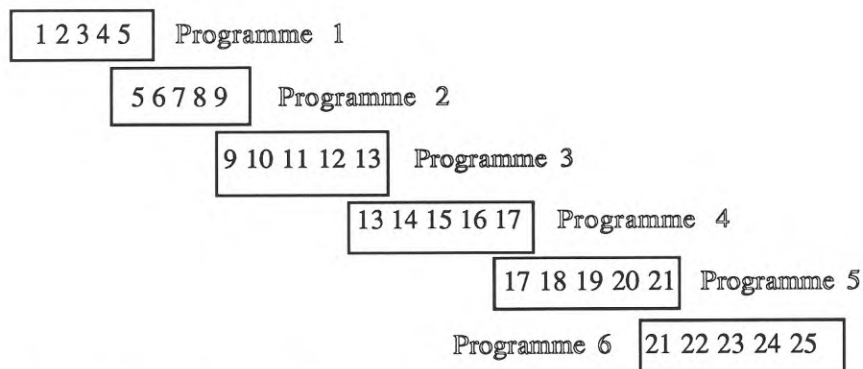 1 2 3 4 5 Programme 1
5 6 7 8 9 Programme 2
9 10 11 12 13 Programme 3
13 14 15 16 17 Programme 4
17 18 19 20 21 Programme 5
Programme 6 21 22 23 24 25